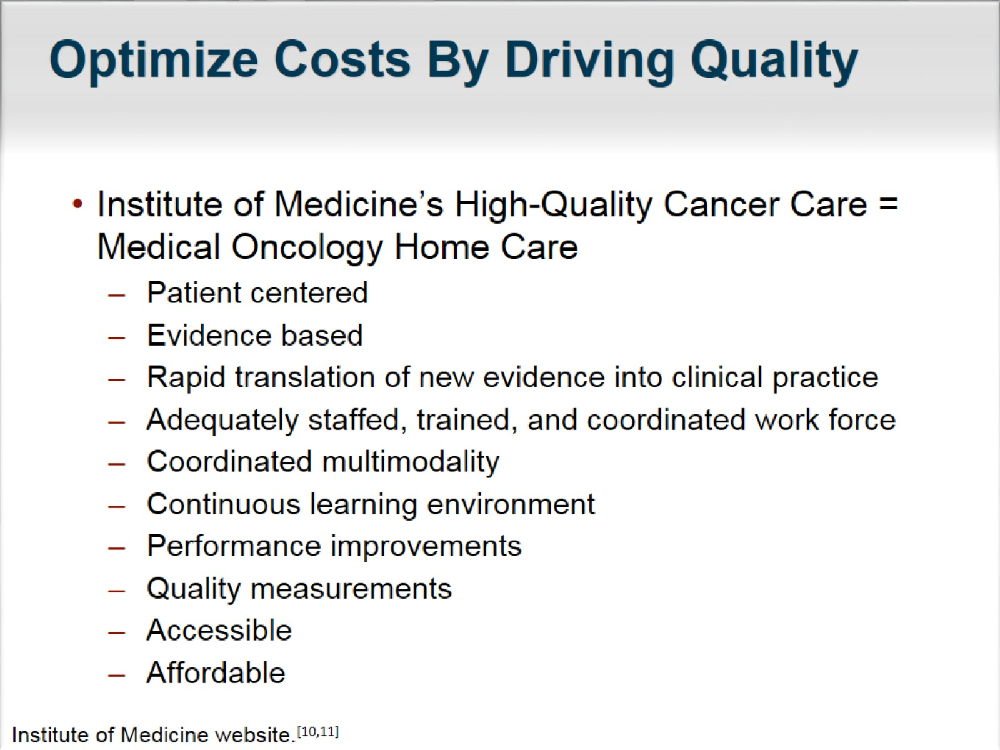 Optimize Costs By Driving Quality
• Institute of Medicine’s High-Quality Cancer Care =
Medical Oncology Home Care
– Patient centered
– Evidence based
– Rapid translation of new evidence into clinical practice
– Adequately staffed, trained, and coordinated work force
– Coordinated multimodality
– Continuous learning environment
– Performance improvements
– Quality measurements
– Accessible
– Affordable
Institute of Medicine website.[10,11]